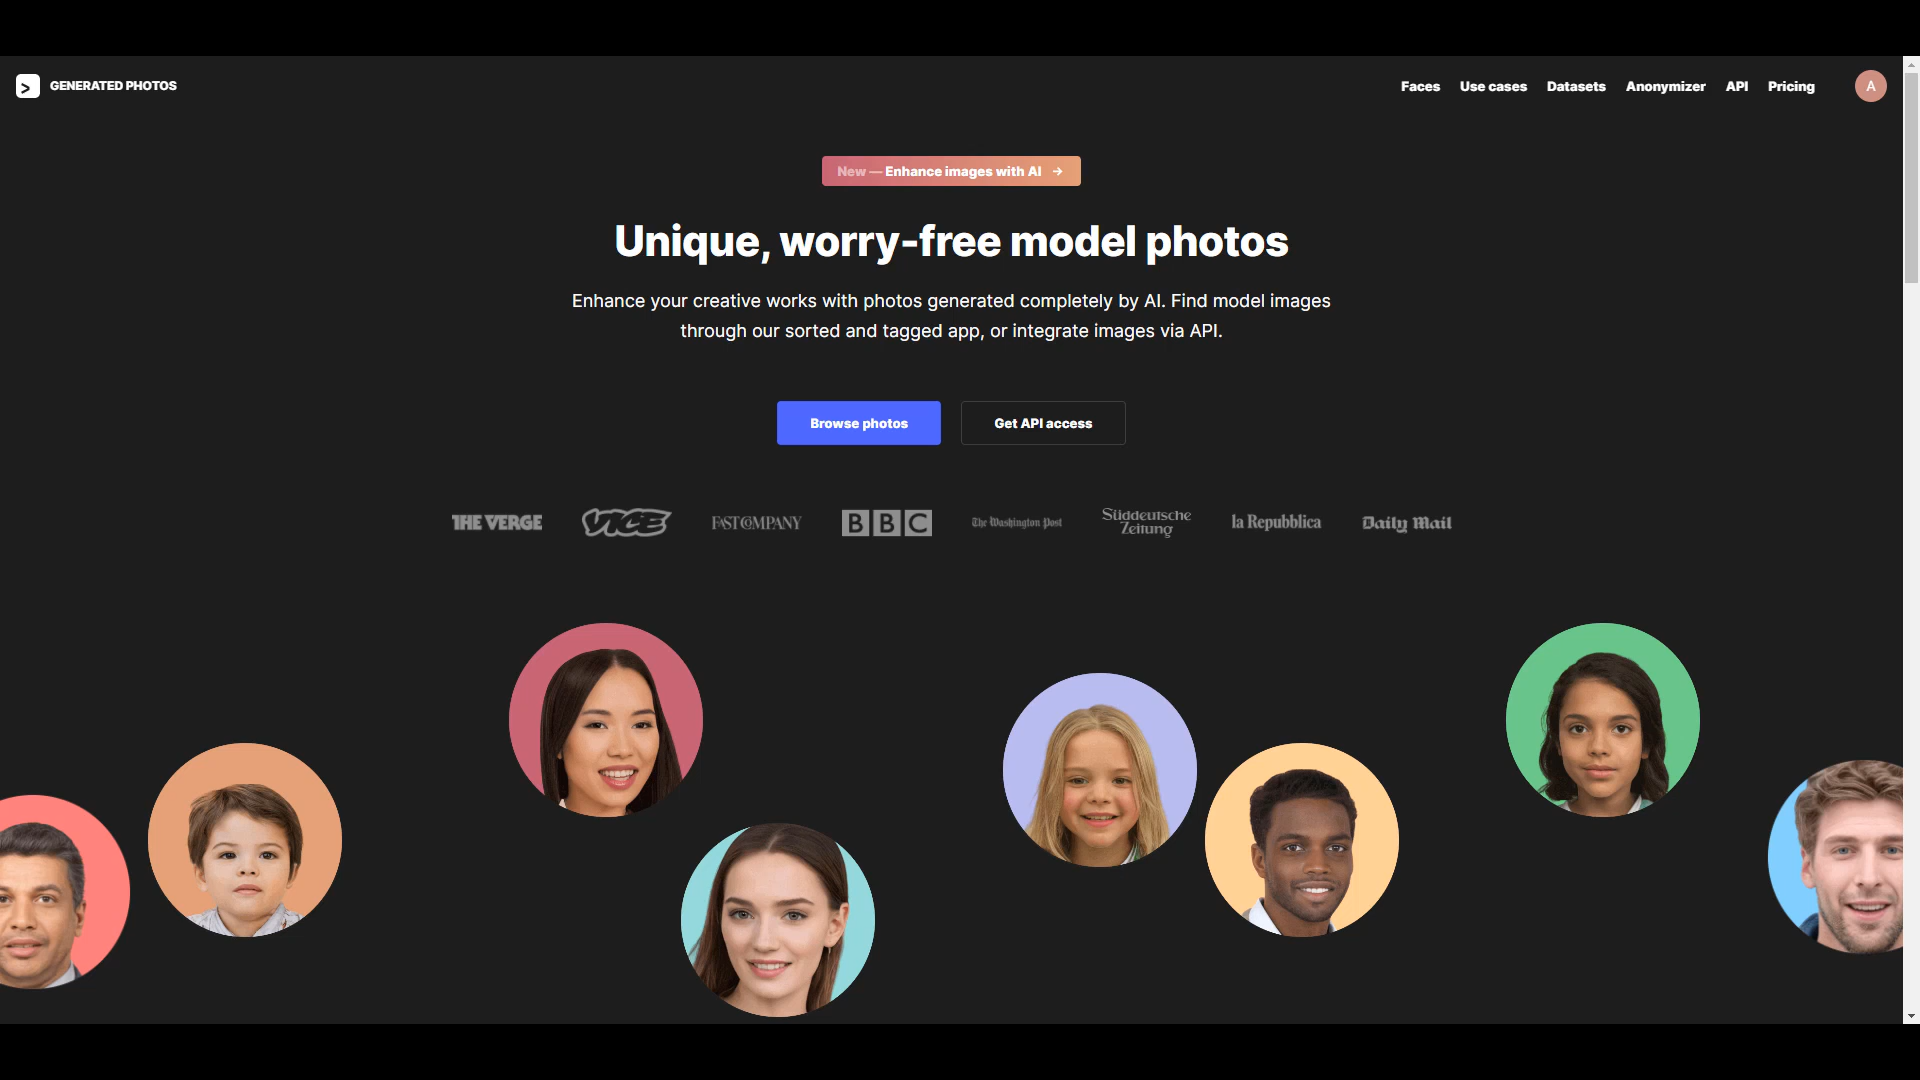 GENERATED PHOTOS
Faces Use cases Datasets Anonymizer API Pricing A
New — Enhance images with AI →
Unique, worry-free model photos
Enhance your creative works with photos generated completely by AI. Find model images
through our sorted and tagged app, or integrate images via API.
Browse photos Get API access
THE VERGE VICE FAST COMPANY BBC The Washington Post Süddeutsche Zeitung la Repubblica Daily Mail